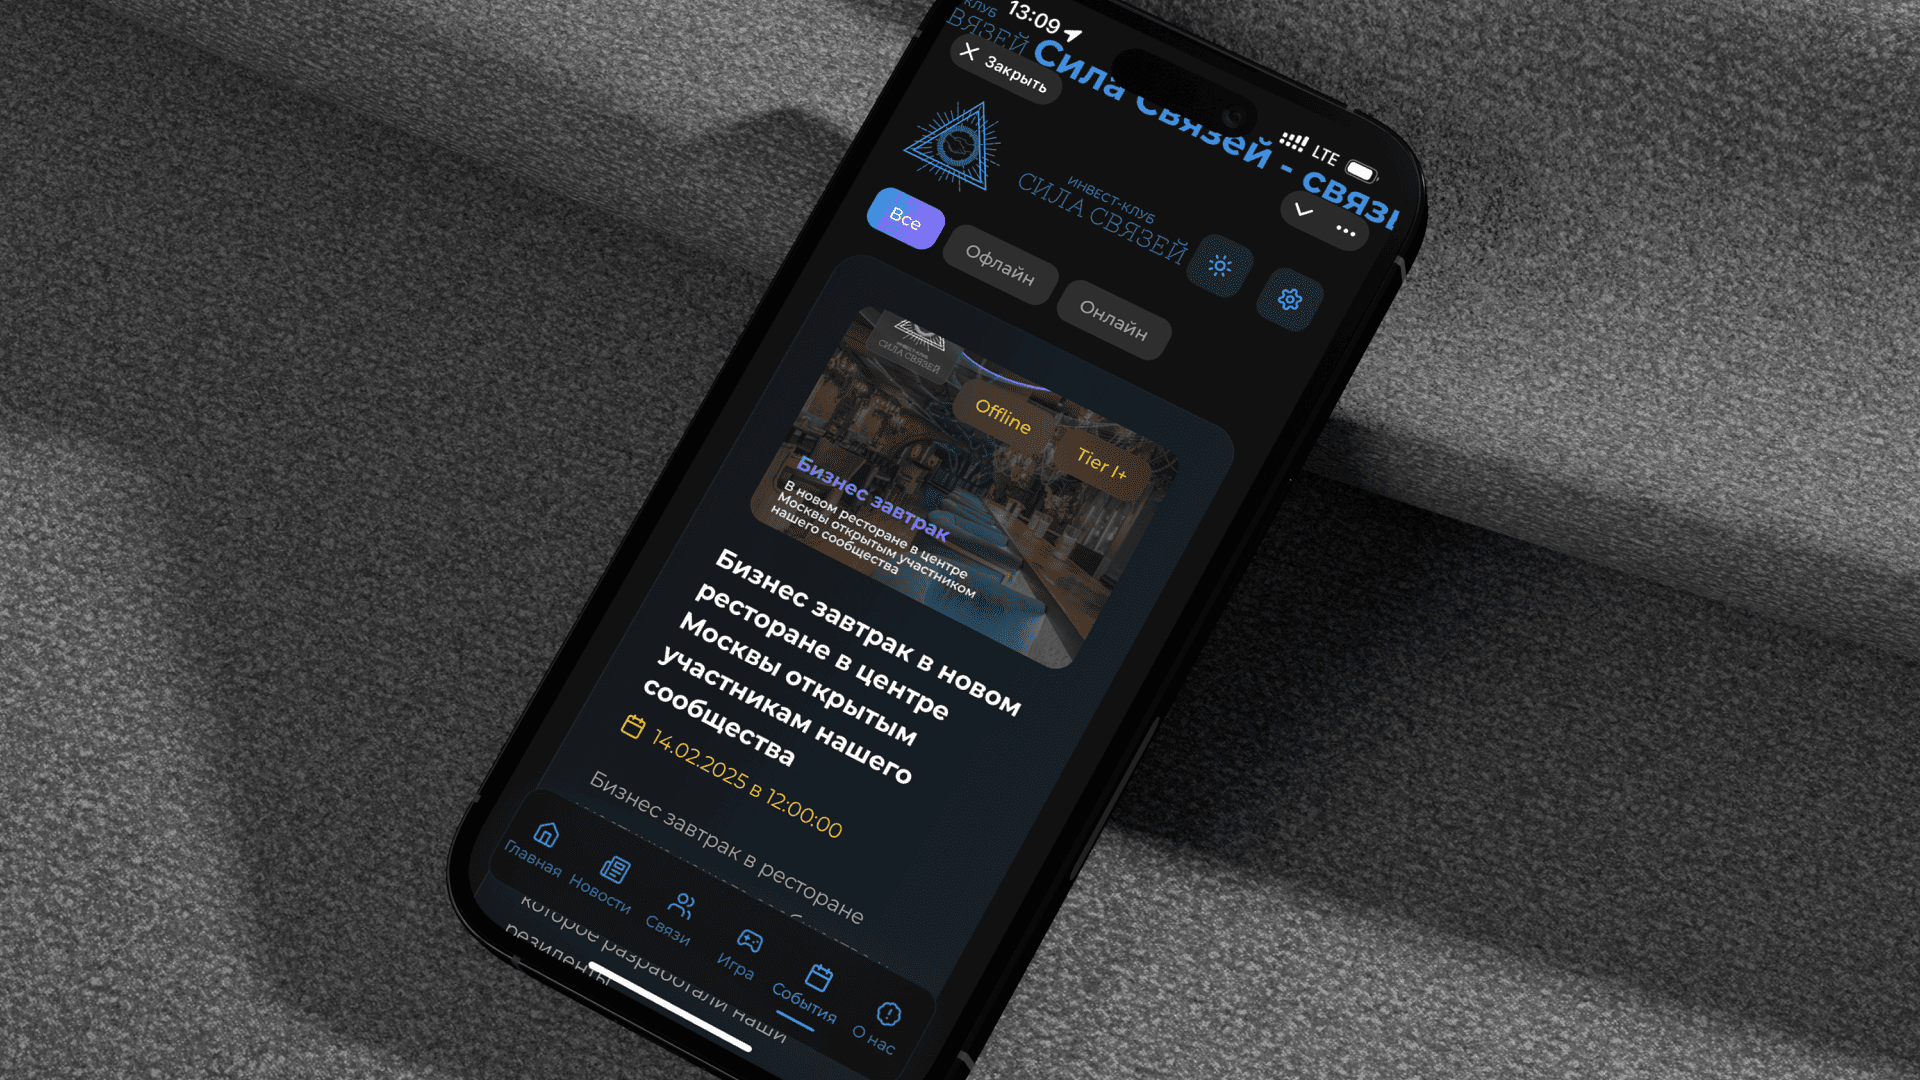 КЛУБ
ВЯЗЕЙ
13:09
Закрыть
Сила Связей - связ
LTE
ИНВЕСТ-КЛУБ
СИЛА СВЯЗЕЙ
Все
Офлайн
Онлайн
ИНВЕСТ-КЛУБ
СИЛА СВЯЗЕЙ
Offline
Tier I+
Бизнес завтрак
В новом ресторане в центре
Москвы открытым участником
нашего сообщества
Бизнес завтрак в новом
ресторане в центре
Москвы открытым
участникам нашего
сообщества
14.02.2025 в 12:00:00
Бизнес завтрак в ресторане
которое разработали наши
резиденты
Главная
Новости
Связи
Игра
События
О нас